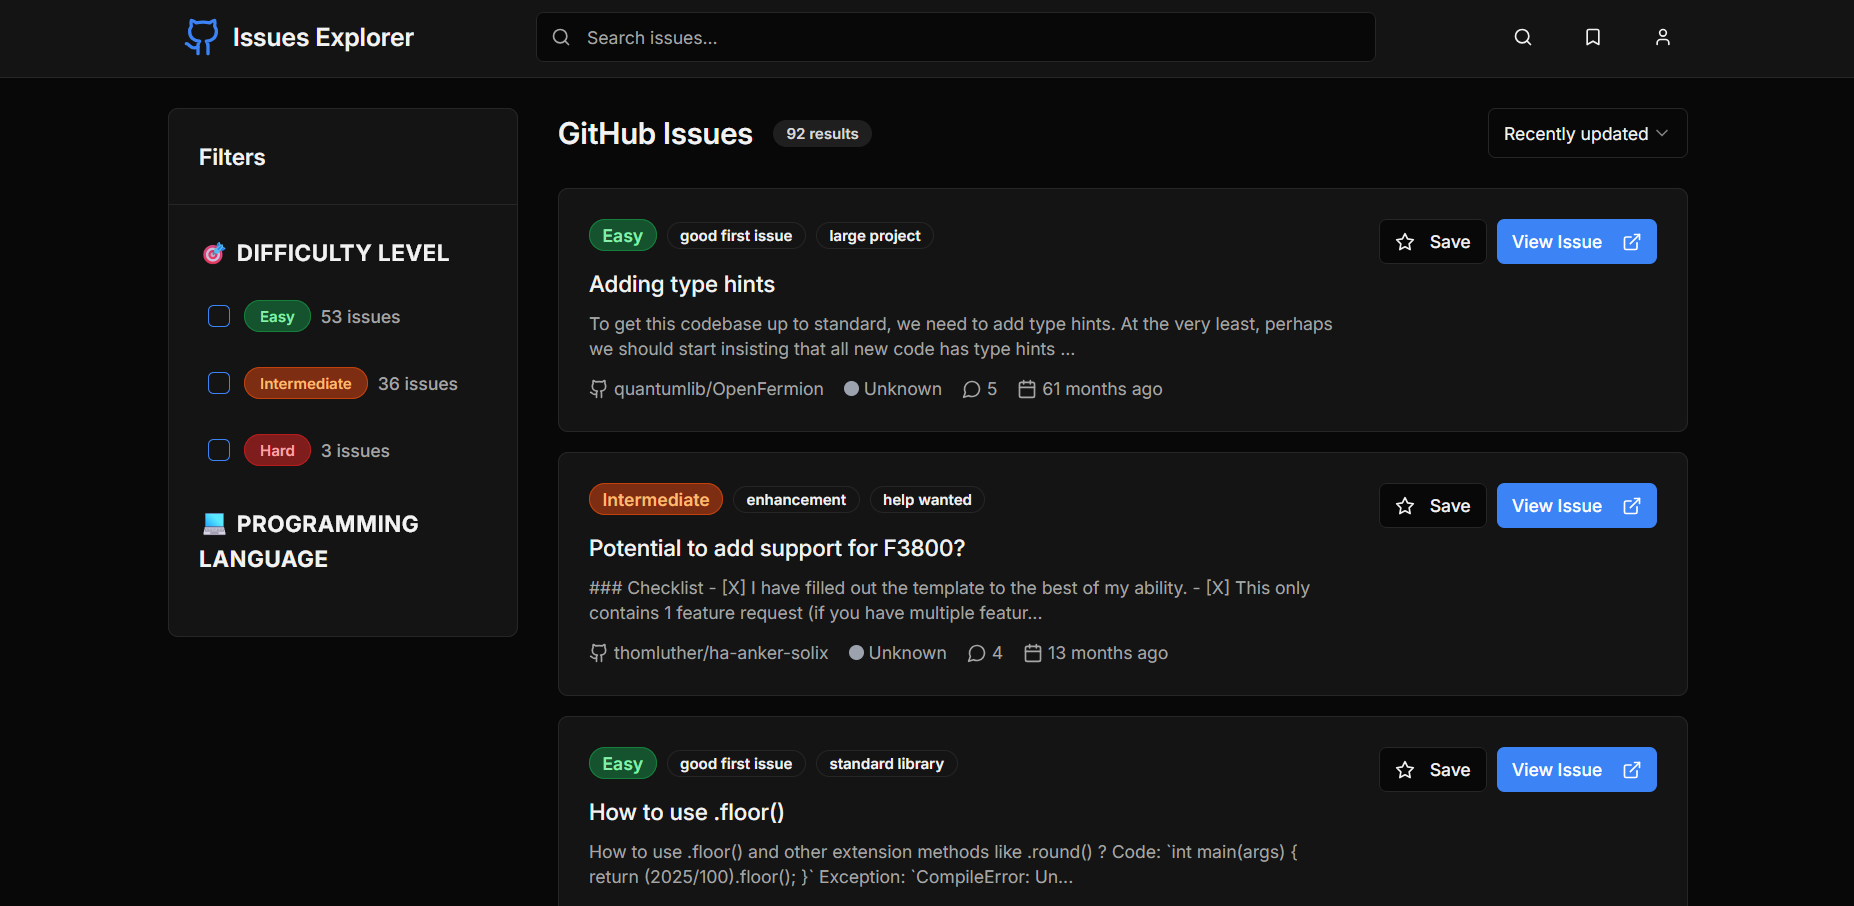 Issues Explorer
Search issues...
Filters
DIFFICULTY LEVEL
Easy 53 issues
Intermediate 36 issues
Hard 3 issues
PROGRAMMING
LANGUAGE
GitHub Issues 92 results
Recently updated
Easy good first issue large project
Save View Issue
Adding type hints
To get this codebase up to standard, we need to add type hints. At the very least, perhaps
we should start insisting that all new code has type hints ...
quantumlib/OpenFermion Unknown 5 61 months ago
Intermediate enhancement help wanted
Save View Issue
Potential to add support for F3800?
### Checklist - [X] I have filled out the template to the best of my ability. - [X] This only
contains 1 feature request (if you have multiple featur...
thomluther/ha-anker-solix Unknown 4 13 months ago
Easy good first issue standard library
Save View Issue
How to use .floor()
How to use .floor() and other extension methods like .round() ? Code: `int main(args) {
return (2025/100).floor(); }` Exception: `CompileError: Un...